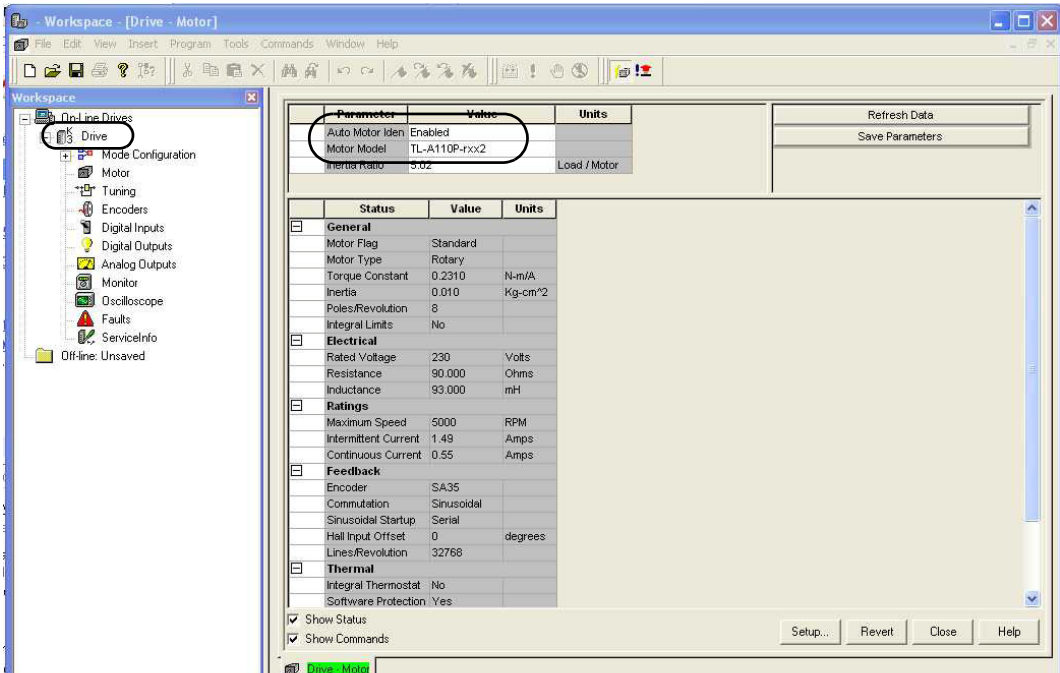 - Workspace - [Drive - Motor]
File Edit View Insert Program Tools Commands Window Help
Workspace
On-Line Drives
Drive
Mode Configuration
Motor
Tuning
Encoders
Digital Inputs
Digital Outputs
Analog Outputs
Monitor
Oscilloscope
Faults
ServiceInfo
Off-line: Unsaved
Parameter Value Units
Auto Motor Iden Enabled
Motor Model TL-A110P-rxx2
Inertia Ratio 5.02 Load / Motor
Refresh Data
Save Parameters
Status Value Units
General
Motor Flag Standard
Motor Type Rotary
Torque Constant 0.2310 N-m/A
Inertia 0.010 Kg-cm^2
Poles/Revolution 8
Integral Limits No
Electrical
Rated Voltage 230 Volts
Resistance 90.000 Ohms
Inductance 93.000 mH
Ratings
Maximum Speed 5000 RPM
Intermittent Current 1.49 Amps
Continuous Current 0.55 Amps
Feedback
Encoder SA35
Commutation Sinusoidal
Sinusoidal Startup Serial
Hall Input Offset 0 degrees
Lines/Revolution 32768
Thermal
Integral Thermostat No
Software Protection Yes
Show Status
Show Commands
Setup... Revert Close Help
Drive - Motor